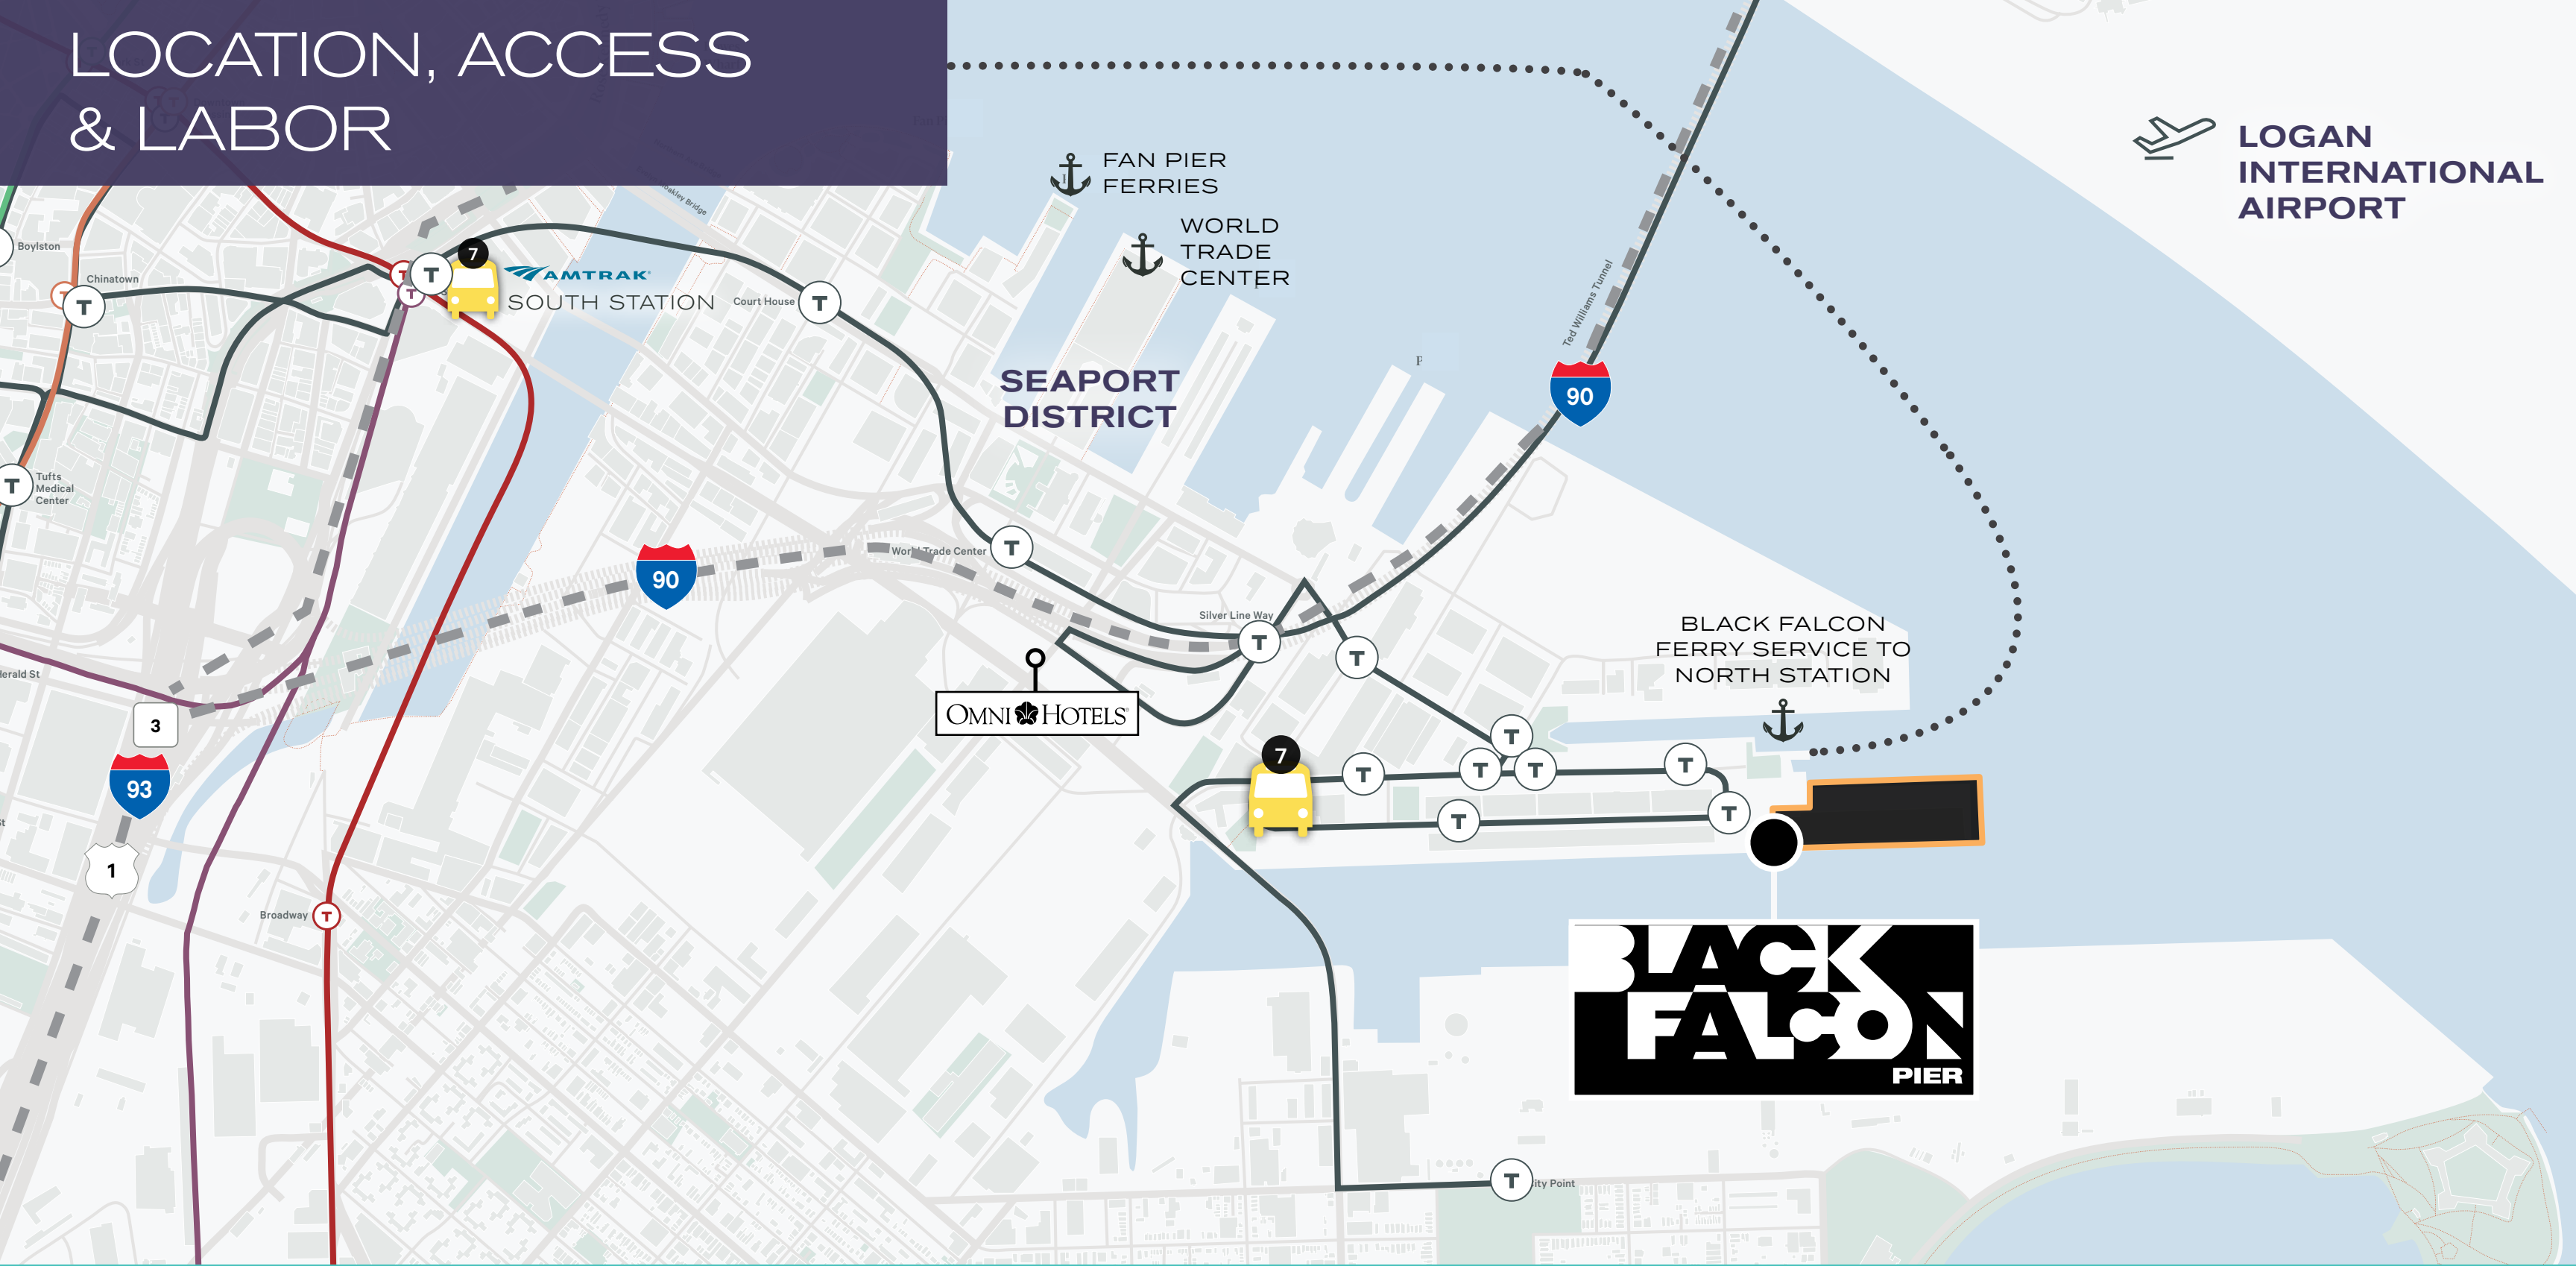 LOCATION, ACCESS
& LABOR
FAN PIER
FERRIES
WORLD
TRADE
CENTER
LOGAN
INTERNATIONAL
AIRPORT
Boylston
Chinatown
T
T
T
T
7
AMTRAK
SOUTH STATION
Court House
T
Ted Williams Tunnel
SEAPORT
DISTRICT
90
T
Tufts
Medical
Center
World Trade Center
T
90
Silver Line Way
T
T
BLACK FALCON
FERRY SERVICE TO
NORTH STATION
OMNI HOTELS
3
93
1
7
T
T
T
T
T
T
T
Broadway
T
BLACK
FALCON
PIER
T